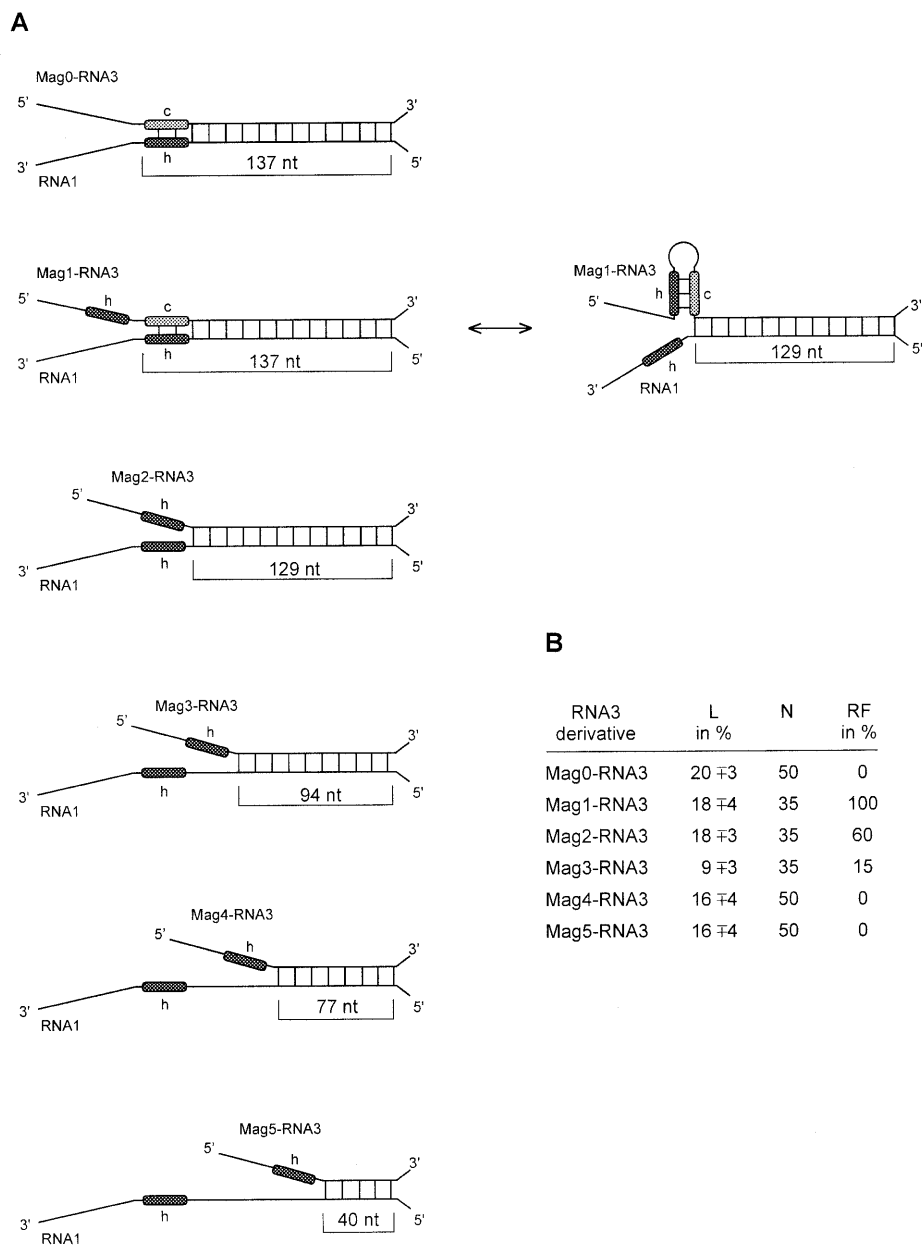 A
Mag0-RNA3
5'
c
3'
h
3'
RNA1
137 nt
5'
Mag1-RNA3
5'
h
c
3'
h
3'
RNA1
137 nt
5'
Mag1-RNA3
5'
h
c
3'
h
3'
RNA1
129 nt
5'
Mag2-RNA3
5'
h
3'
h
3'
RNA1
129 nt
5'
Mag3-RNA3
5'
h
3'
h
3'
RNA1
94 nt
5'
Mag4-RNA3
5'
h
3'
h
3'
RNA1
77 nt
5'
Mag5-RNA3
5'
h
3'
h
3'
RNA1
40 nt
5'
B
RNA3 derivative L in % N RF in %
Mag0-RNA3 20 ∓3 50 0
Mag1-RNA3 18 ∓4 35 100
Mag2-RNA3 18 ∓3 35 60
Mag3-RNA3 9 ∓3 35 15
Mag4-RNA3 16 ∓4 50 0
Mag5-RNA3 16 ∓4 50 0